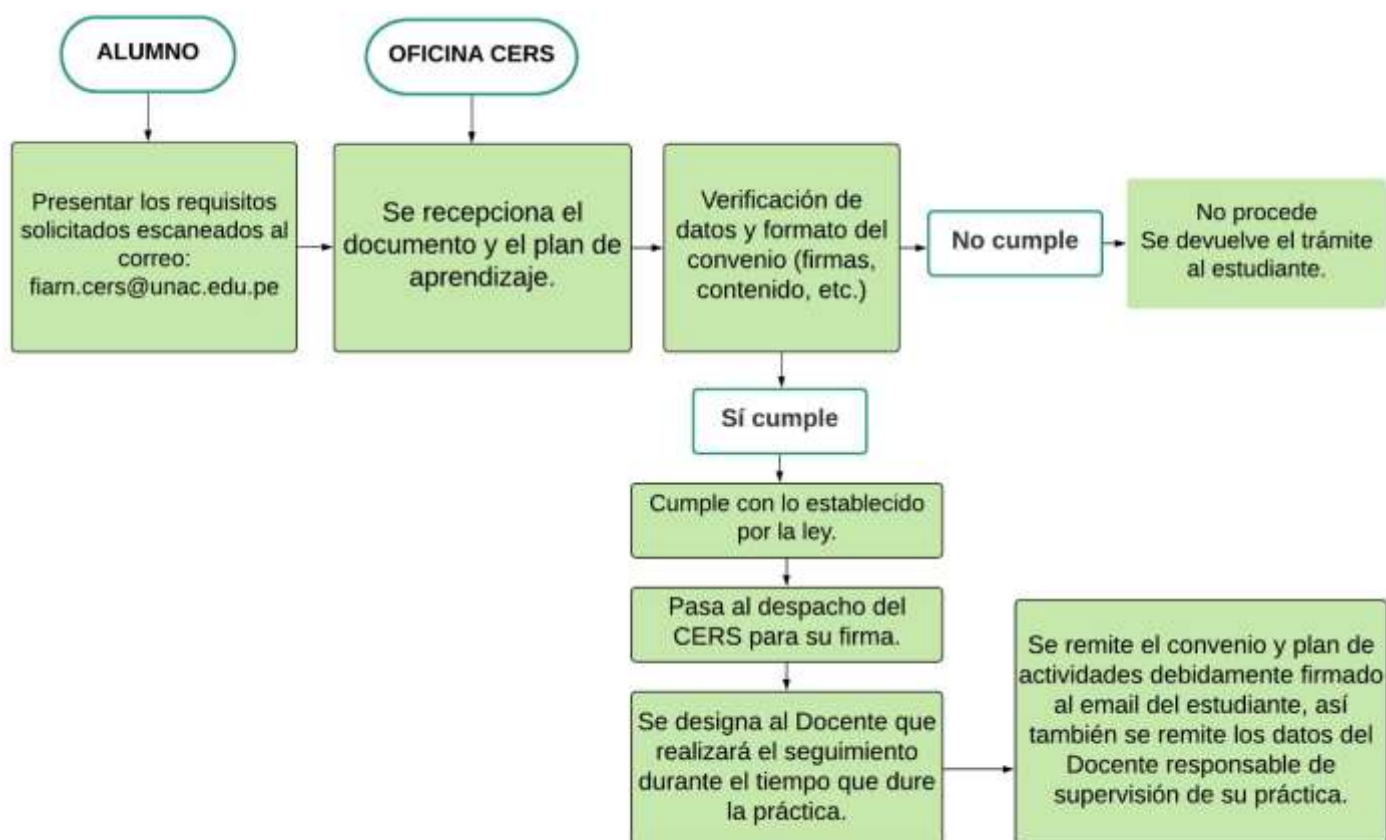 ALUMNO
OFICINA CERS
Presentar los requisitos
solicitados escaneados al
correo:
fiarn.cers@unac.edu.pe
Se recepciona el
documento y el plan de
aprendizaje.
Verificación de
datos y formato del
convenio (firmas,
contenido, etc.)
No cumple
No procede
Se devuelve el trámite
al estudiante.
Sí cumple
Cumple con lo establecido
por la ley.
Pasa al despacho del
CERS para su firma.
Se designa al Docente que
realizará el seguimiento
durante el tiempo que dure
la práctica.
Se remite el convenio y plan de
actividades debidamente firmado
al email del estudiante, así
también se remite los datos del
Docente responsable de
supervisión de su práctica.